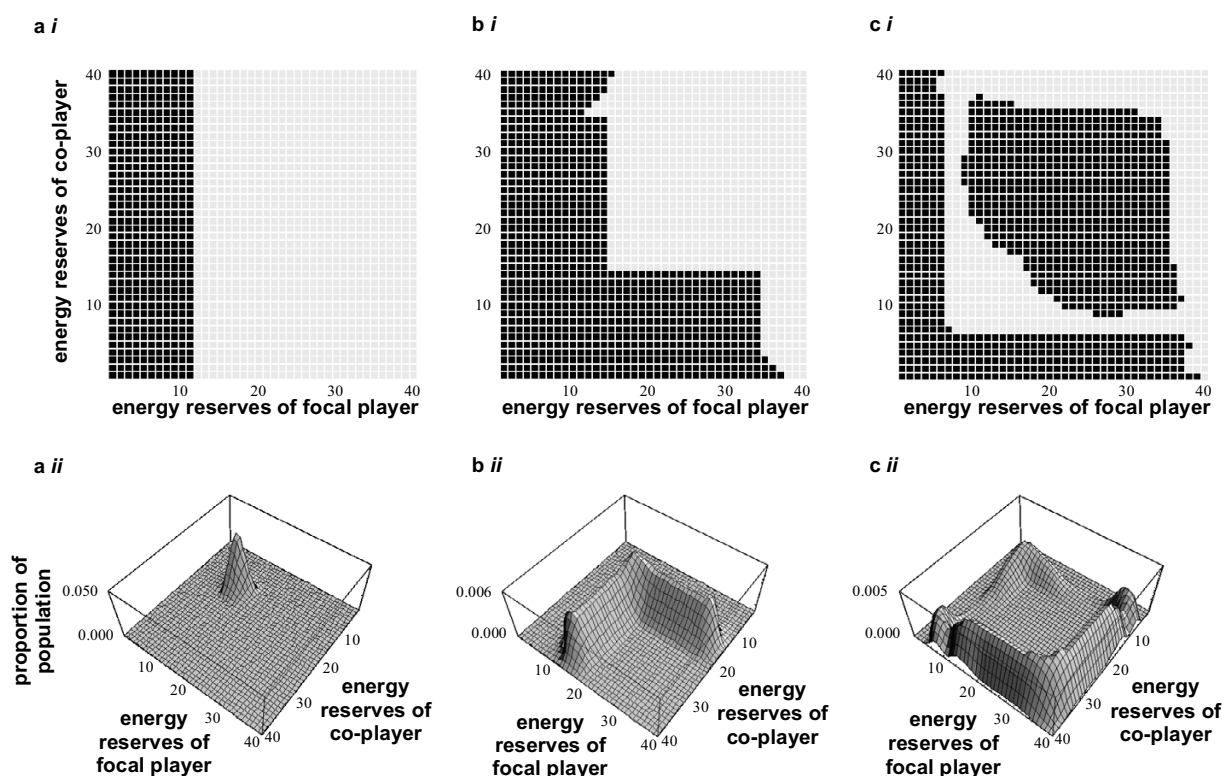 a i
b i
c i
energy reserves of co-player
40
30
20
10
10
20
30
40
energy reserves of focal player
40
30
20
10
10
20
30
40
energy reserves of focal player
40
30
20
10
10
20
30
40
energy reserves of focal player
a ii
b ii
c ii
proportion of
population
0.050
0.000
10
20
30
40
40
30
20
10
energy
reserves of
focal player
energy
reserves of
co-player
0.006
0.000
10
20
30
40
40
30
20
10
energy
reserves of
focal player
energy
reserves of
co-player
0.005
0.000
10
20
30
40
40
30
20
10
energy
reserves of
focal player
energy
reserves of
co-player